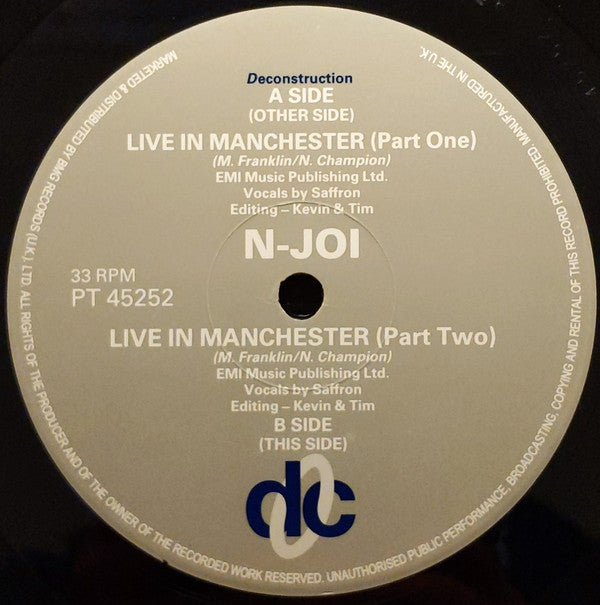 Deconstruction
A SIDE
(OTHER SIDE)
LIVE IN MANCHESTER (Part One)
(M. Franklin/N. Champion)
EMI Music Publishing Ltd.
Vocals by Saffron
Editing – Kevin & Tim
N-JOI
33 RPM
PT 45252
LIVE IN MANCHESTER (Part Two)
(M. Franklin/N. Champion)
EMI Music Publishing Ltd.
Vocals by Saffron
Editing – Kevin & Tim
B SIDE
(THIS SIDE)
dc
MARKETED & DISTRIBUTED BY BMG RECORDS (U.K.) LTD. ALL RIGHTS OF THE PRODUCER AND OF THE OWNER OF THE RECORDED WORK RESERVED. UNAUTHORISED PUBLIC PERFORMANCE, BROADCASTING, COPYING AND RENTAL OF THIS RECORD PROHIBITED. MANUFACTURED IN THE U.K.